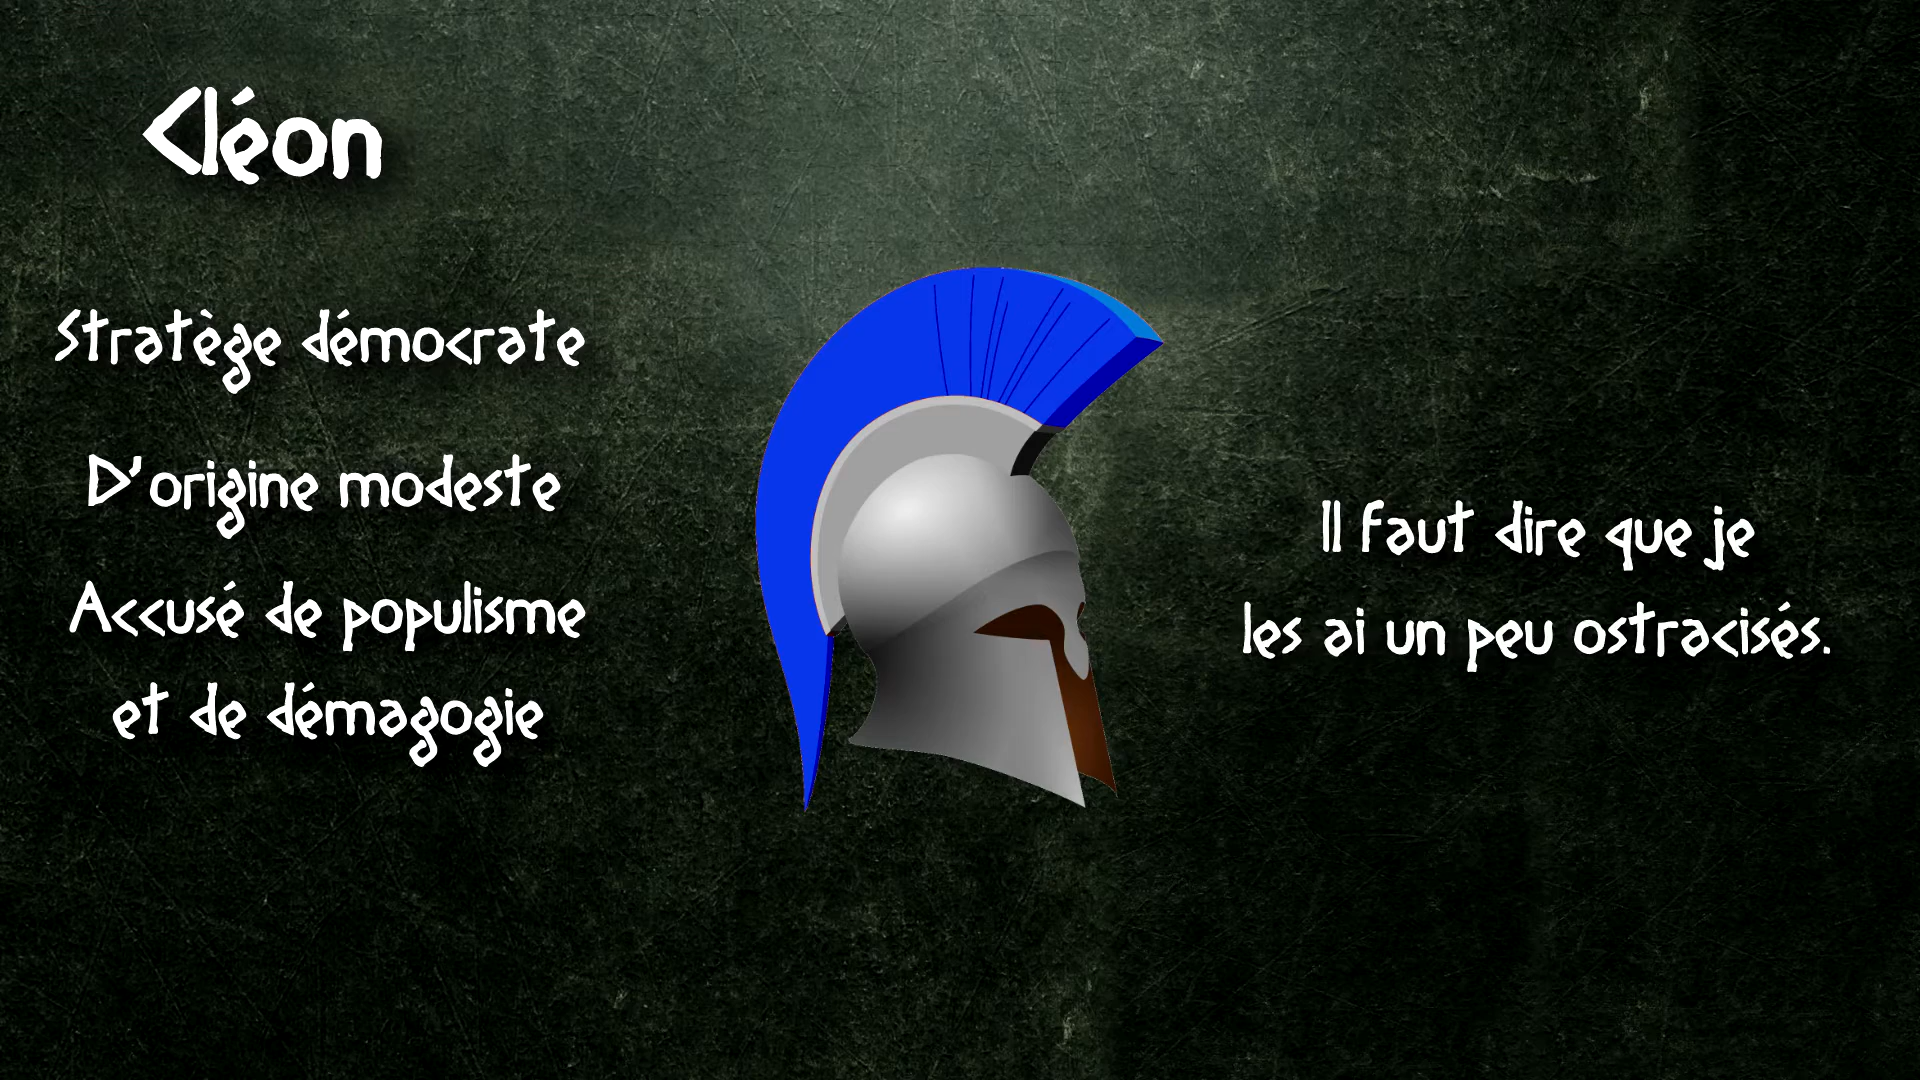 Cléon
Stratège démocrate
D'origine modeste
Accusé de populisme
et de démagogie
Il faut dire que je
les ai un peu ostracisés.